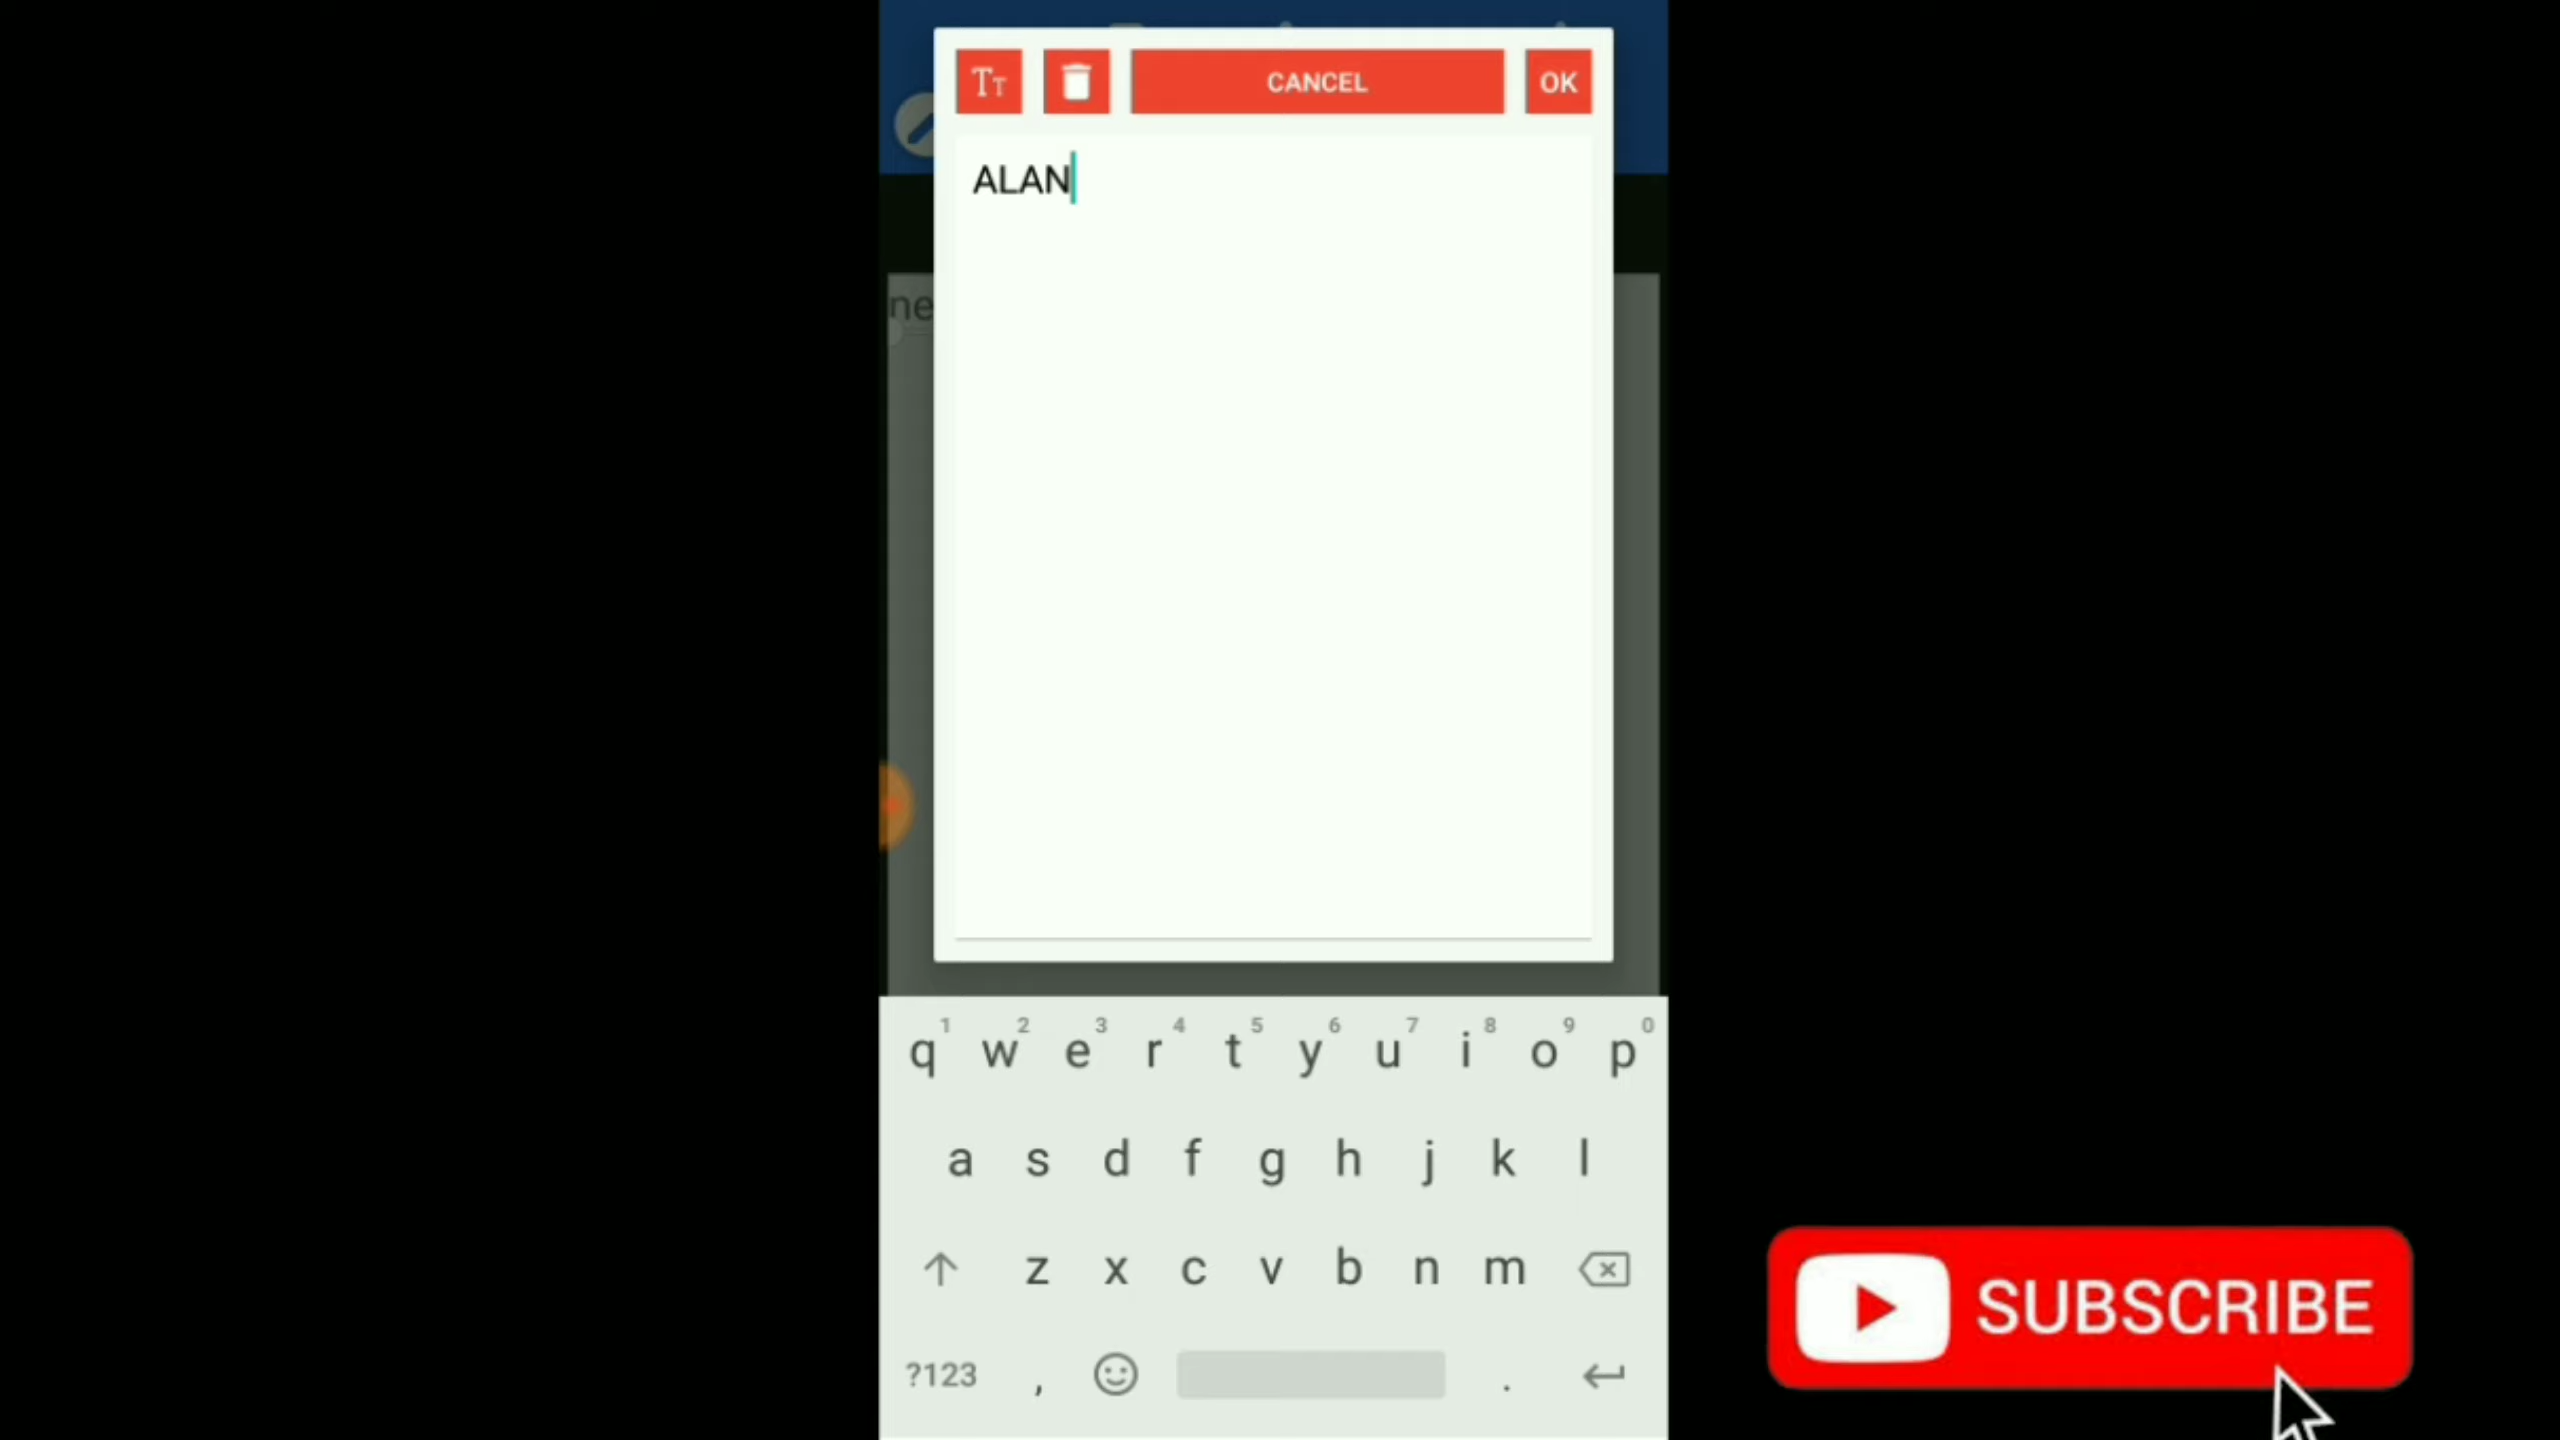 Tт CANCEL OK
ALAN
ne
1 2 3 4 5 6 7 8 9 0
q w e r t y u i o p
a s d f g h j k l
z x c v b n m
?123 , .
SUBSCRIBE